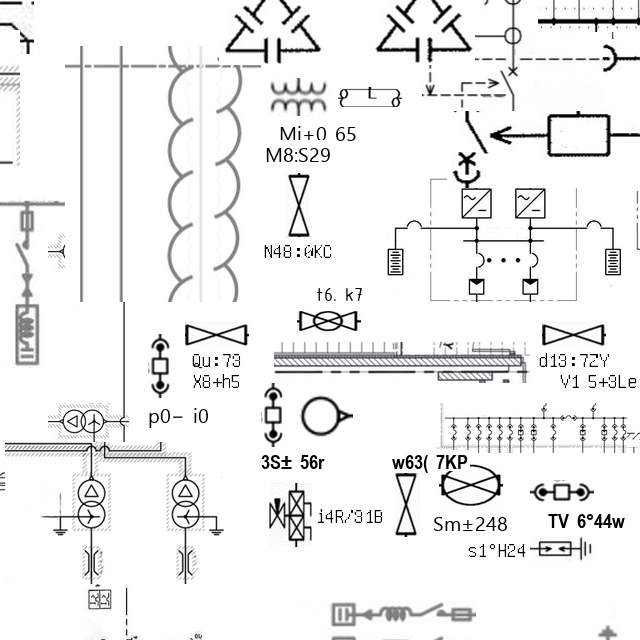 L
Mi+0 65
M8:S29
N48:0KC
t6. k7
Qu:73
X8+h5
d13:7ZY
V1 5+3Le
p0- i0
3S± 56r
w63( 7KP
i4R/31B
Sm±248
TV 6°44w
s1°H24